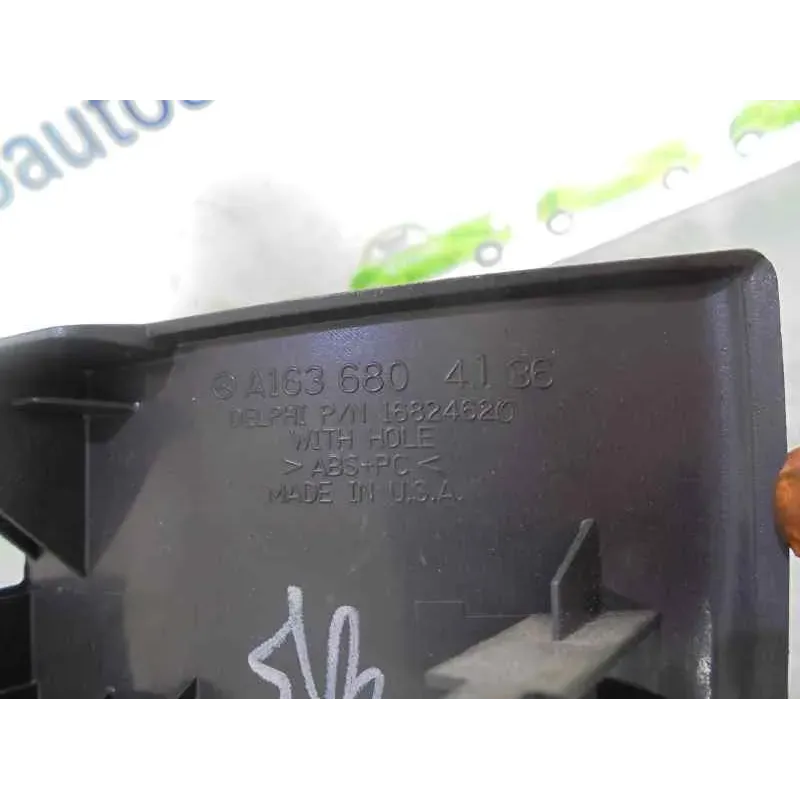 A163 680 41 36
DELPHI P/N 16824620
WITH HOLE
>ABS+PC<
MADE IN U.S.A.